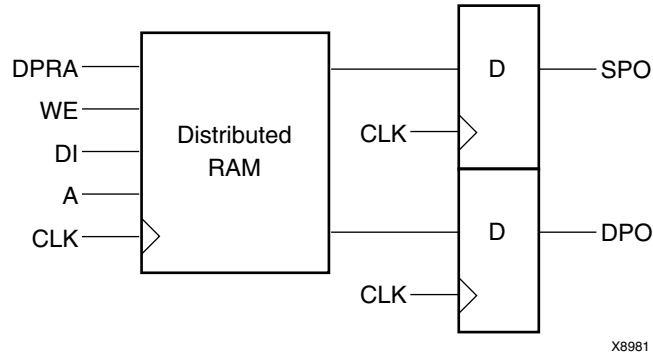 DPRA
WE
DI
A
CLK
Distributed
RAM
D
SPO
CLK
D
DPO
CLK
X8981